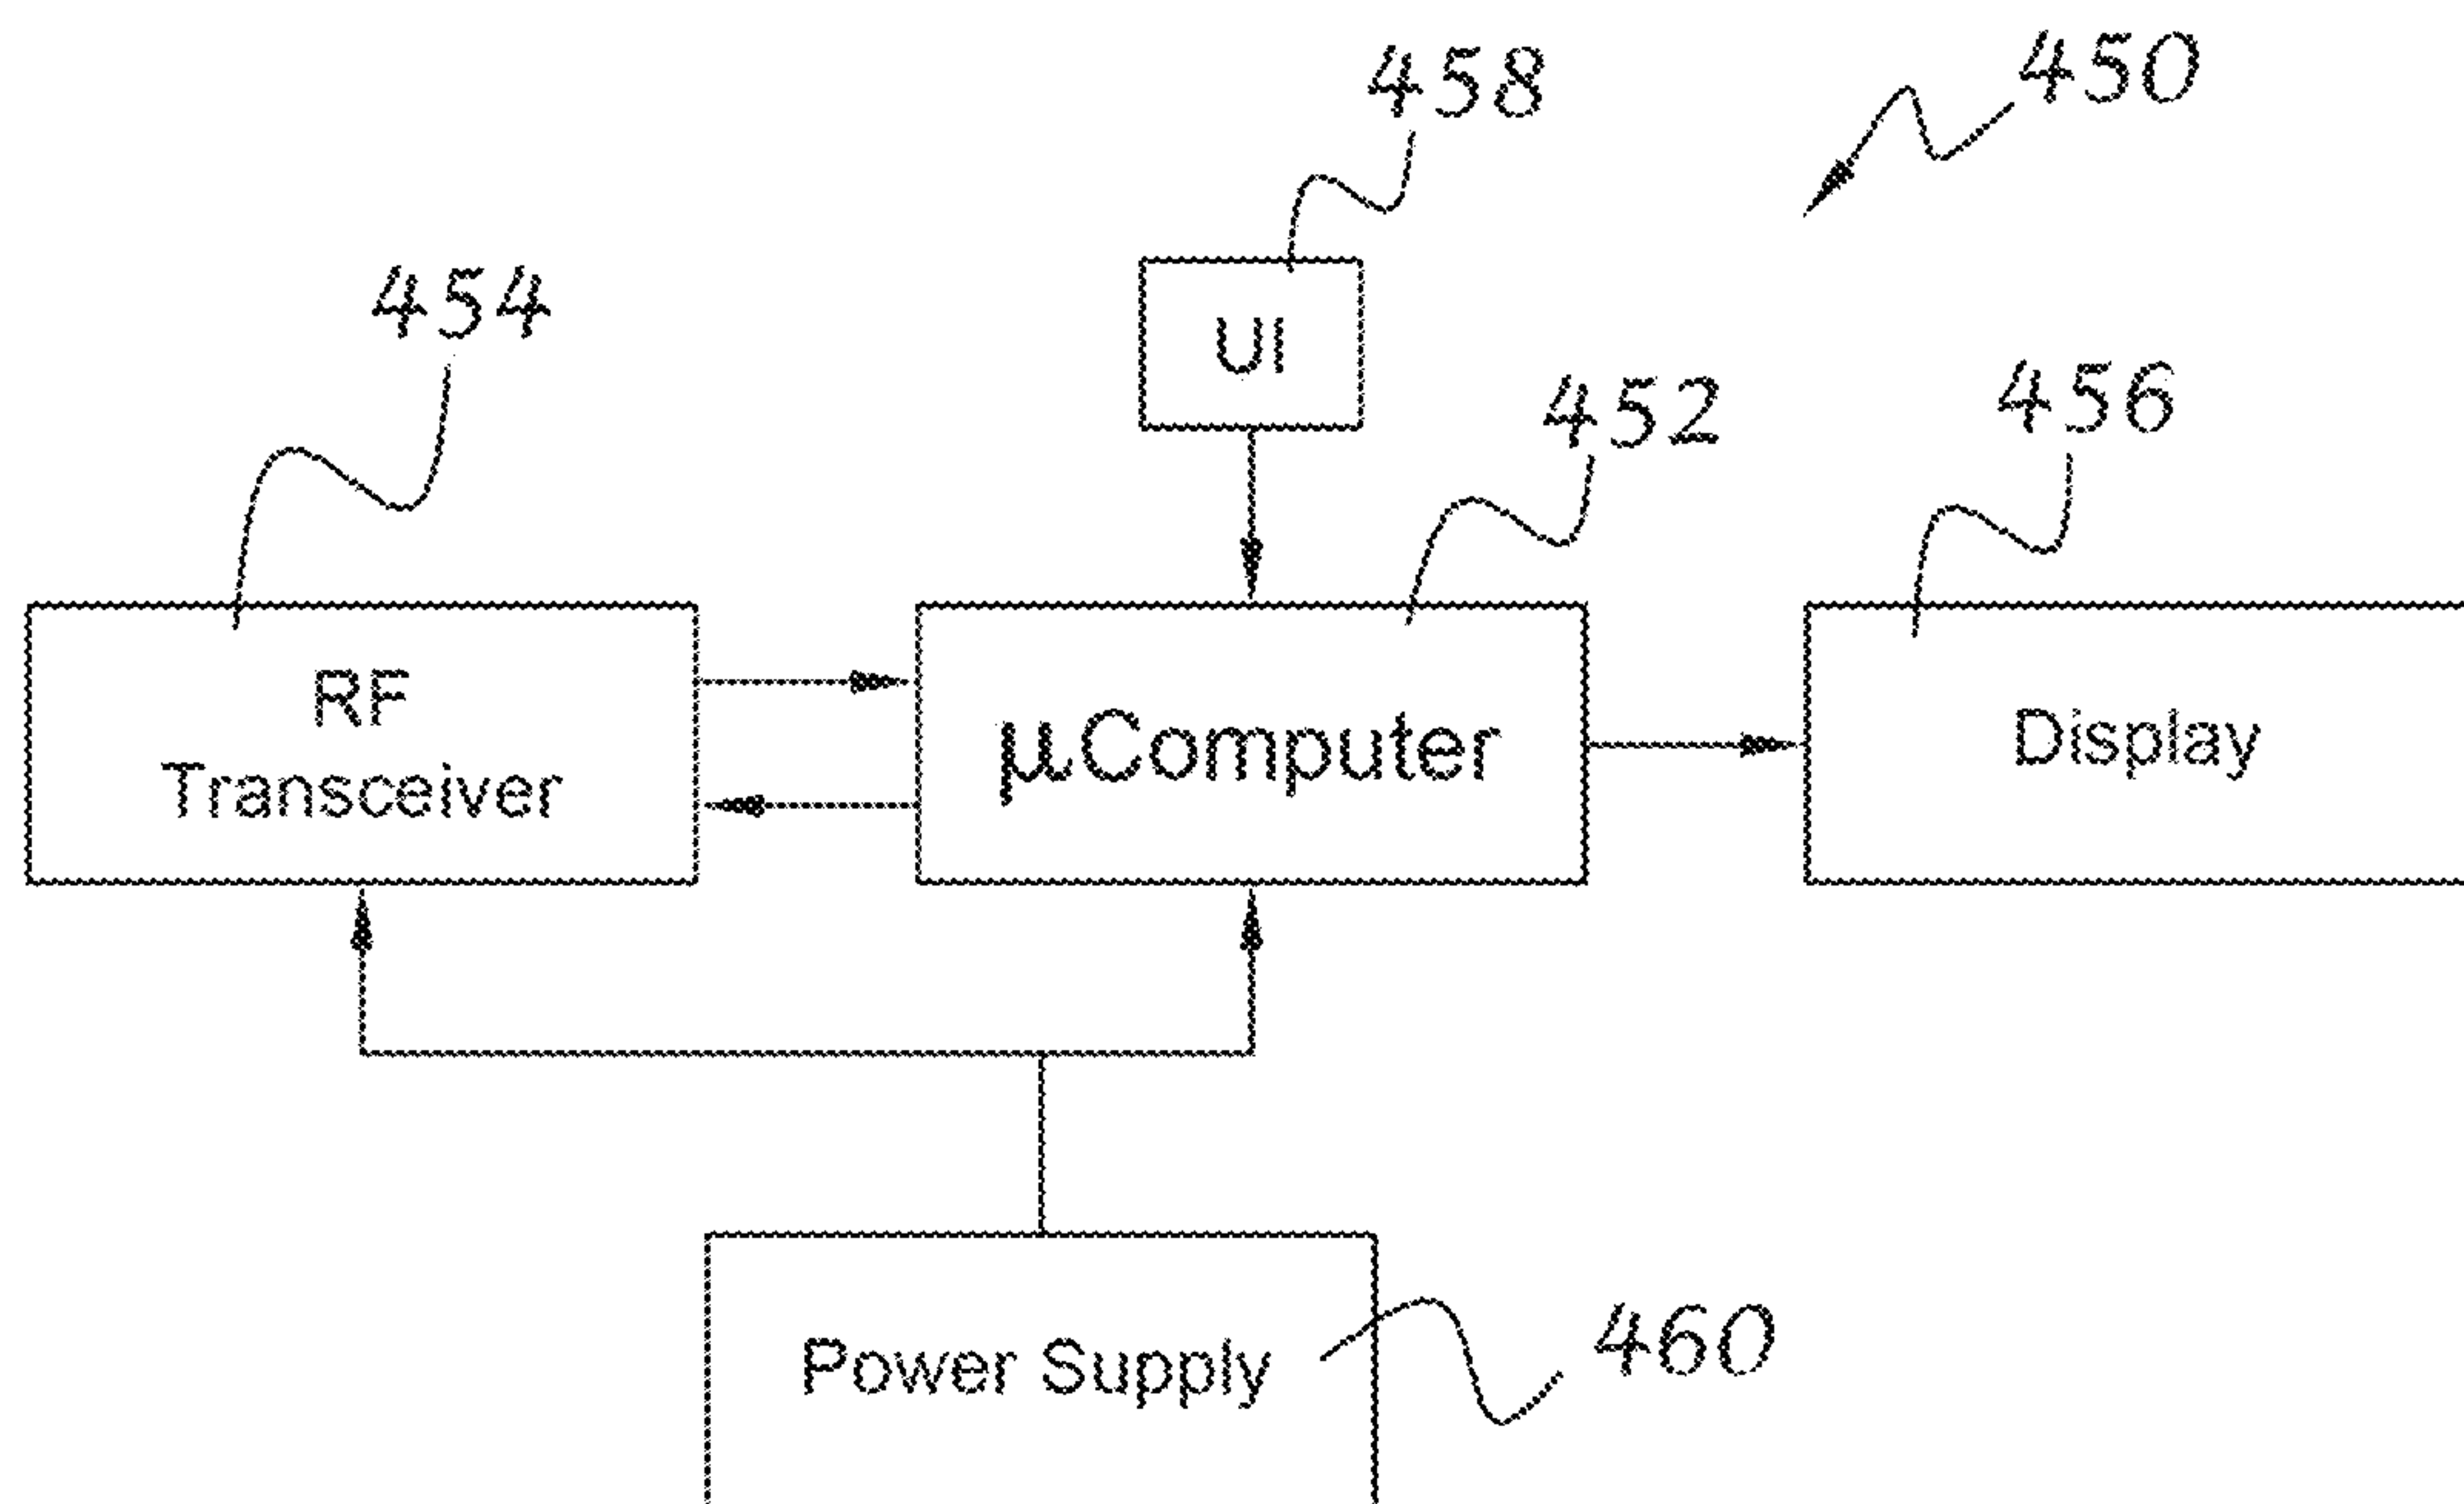 458
450
454
UI
452
456
RF
Transceiver
µComputer
Display
Power Supply
460